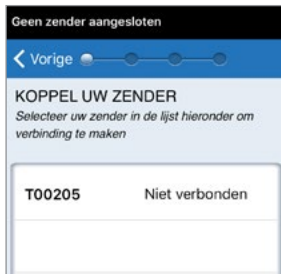 Geen zender aangesloten
Vorige
KOPPEL UW ZENDER
Selecteer uw zender in de lijst hieronder om
verbinding te maken
T00205 Niet verbonden